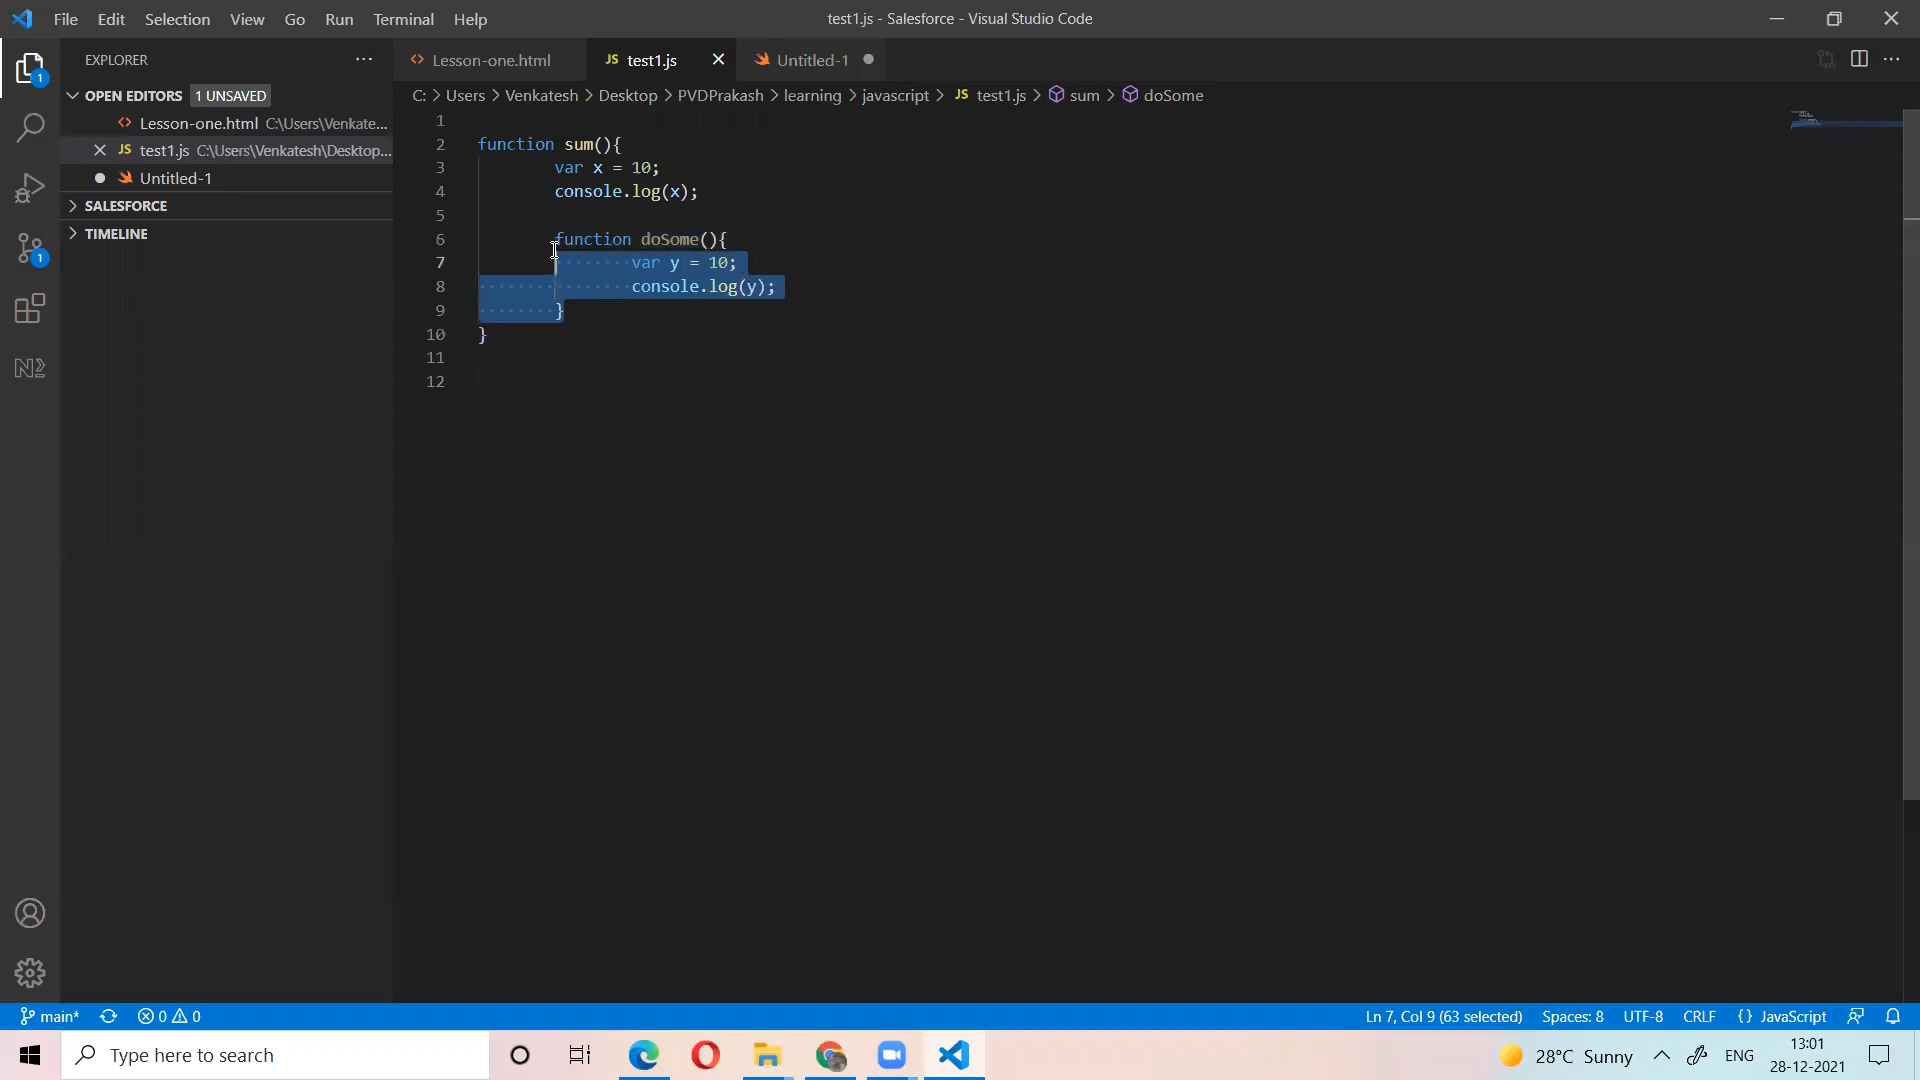 File Edit Selection View Go Run Terminal Help
test1.js - Salesforce - Visual Studio Code
EXPLORER
OPEN EDITORS 1 UNSAVED
<> Lesson-one.html C:\Users\Venkate...
JS test1.js C:\Users\Venkatesh\Desktop...
Untitled-1
SALESFORCE
TIMELINE
1
1
<> Lesson-one.html
JS test1.js
Untitled-1
C: > Users > Venkatesh > Desktop > PVDPrakash > learning > javascript > JS test1.js > sum > doSome
1
2 function sum(){
3 var x = 10;
4 console.log(x);
5
6 function doSome(){
7 ········var y = 10;
8 ················console.log(y);
9 ········}
10 }
11
12
main* 0 0
Ln 7, Col 9 (63 selected) Spaces: 8 UTF-8 CRLF {} JavaScript
Type here to search
28°C Sunny ENG
13:01
28-12-2021